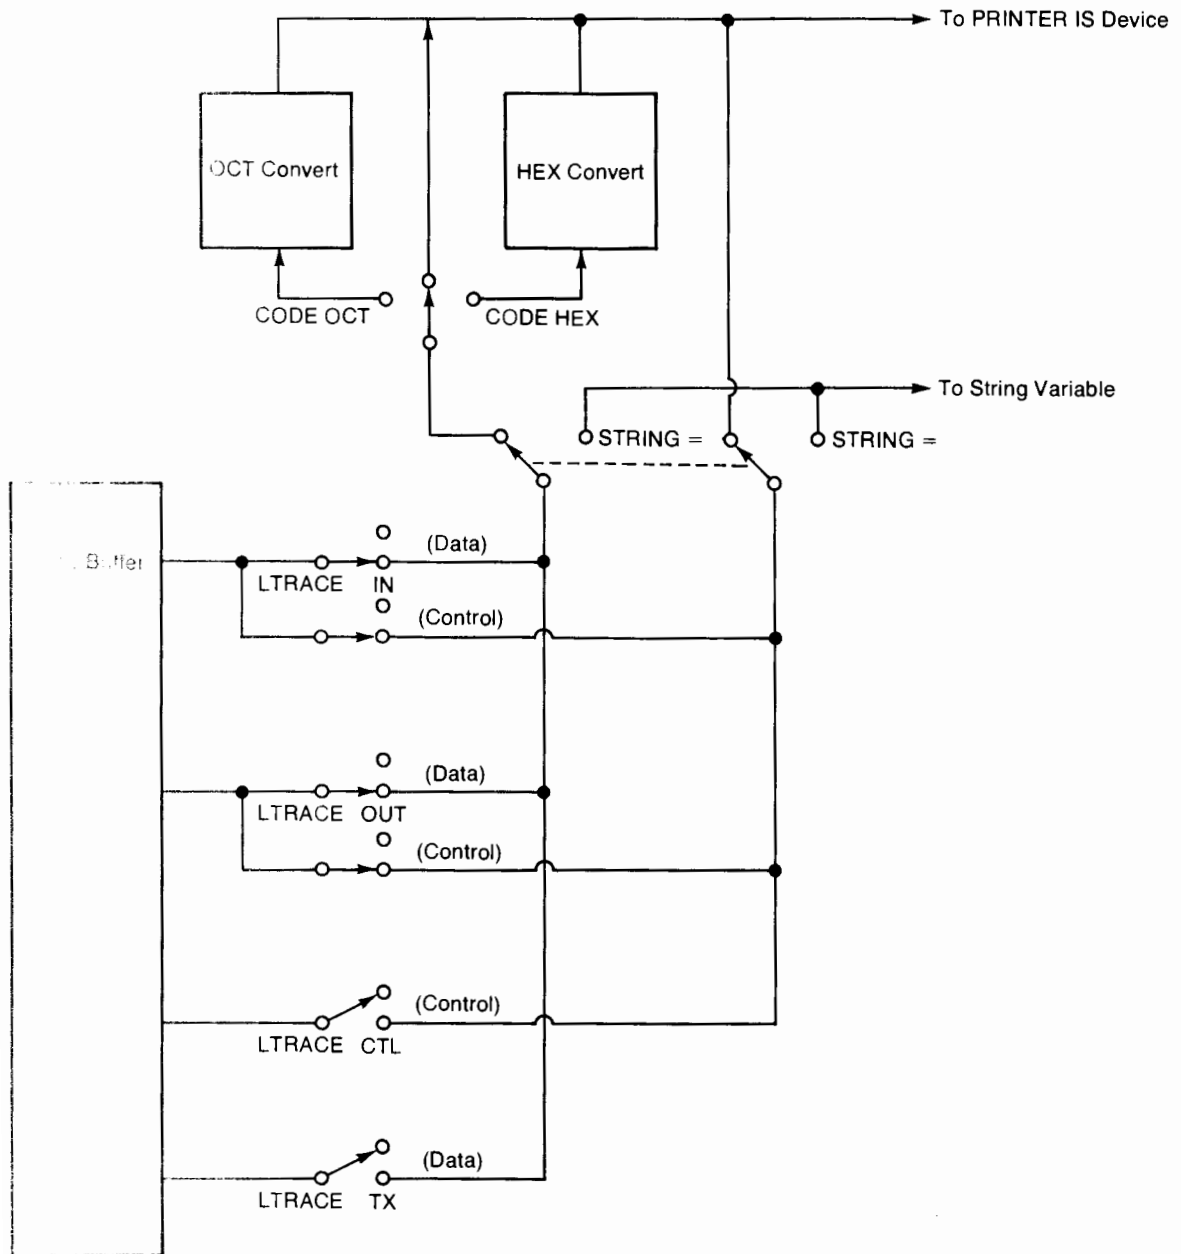 To PRINTER IS Device
OCT Convert
HEX Convert
CODE OCT
CODE HEX
To String Variable
STRING =
STRING =
Buffer
(Data)
LTRACE IN
(Control)
(Data)
LTRACE OUT
(Control)
(Control)
LTRACE CTL
(Data)
LTRACE TX